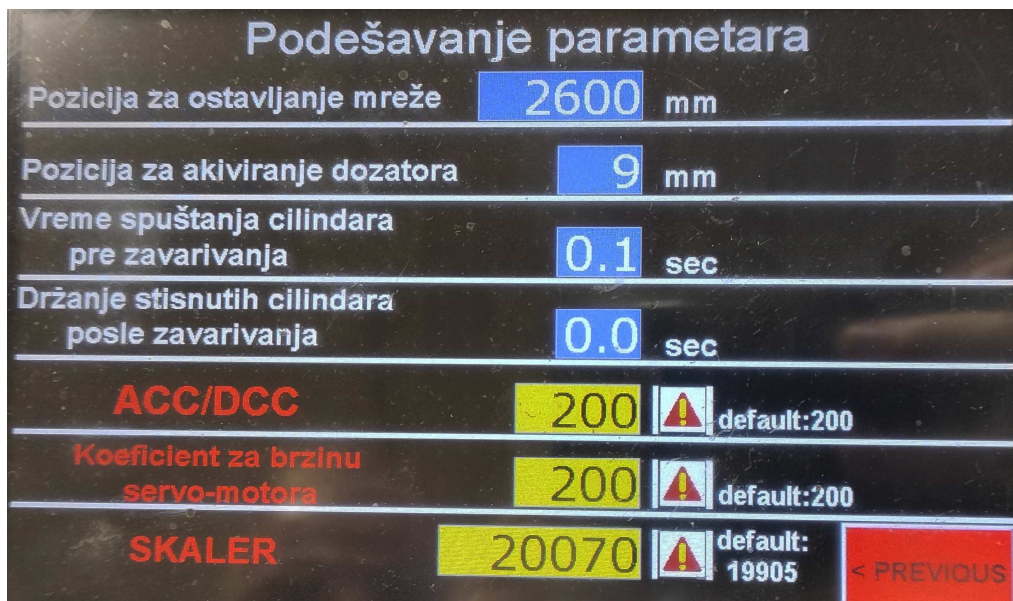 Podešavanje parametara
Pozicija za ostavljanje mreže 2600 mm
Pozicija za akiviranje dozatora 9 mm
Vreme spuštanja cilindara
pre zavarivanja 0.1 sec
Držanje stisnutih cilindara
posle zavarivanja 0.0 sec
ACC/DCC 200 default:200
Koeficient za brzinu
servo-motora 200 default:200
SKALER 20070 default:
19905
< PREVIOUS